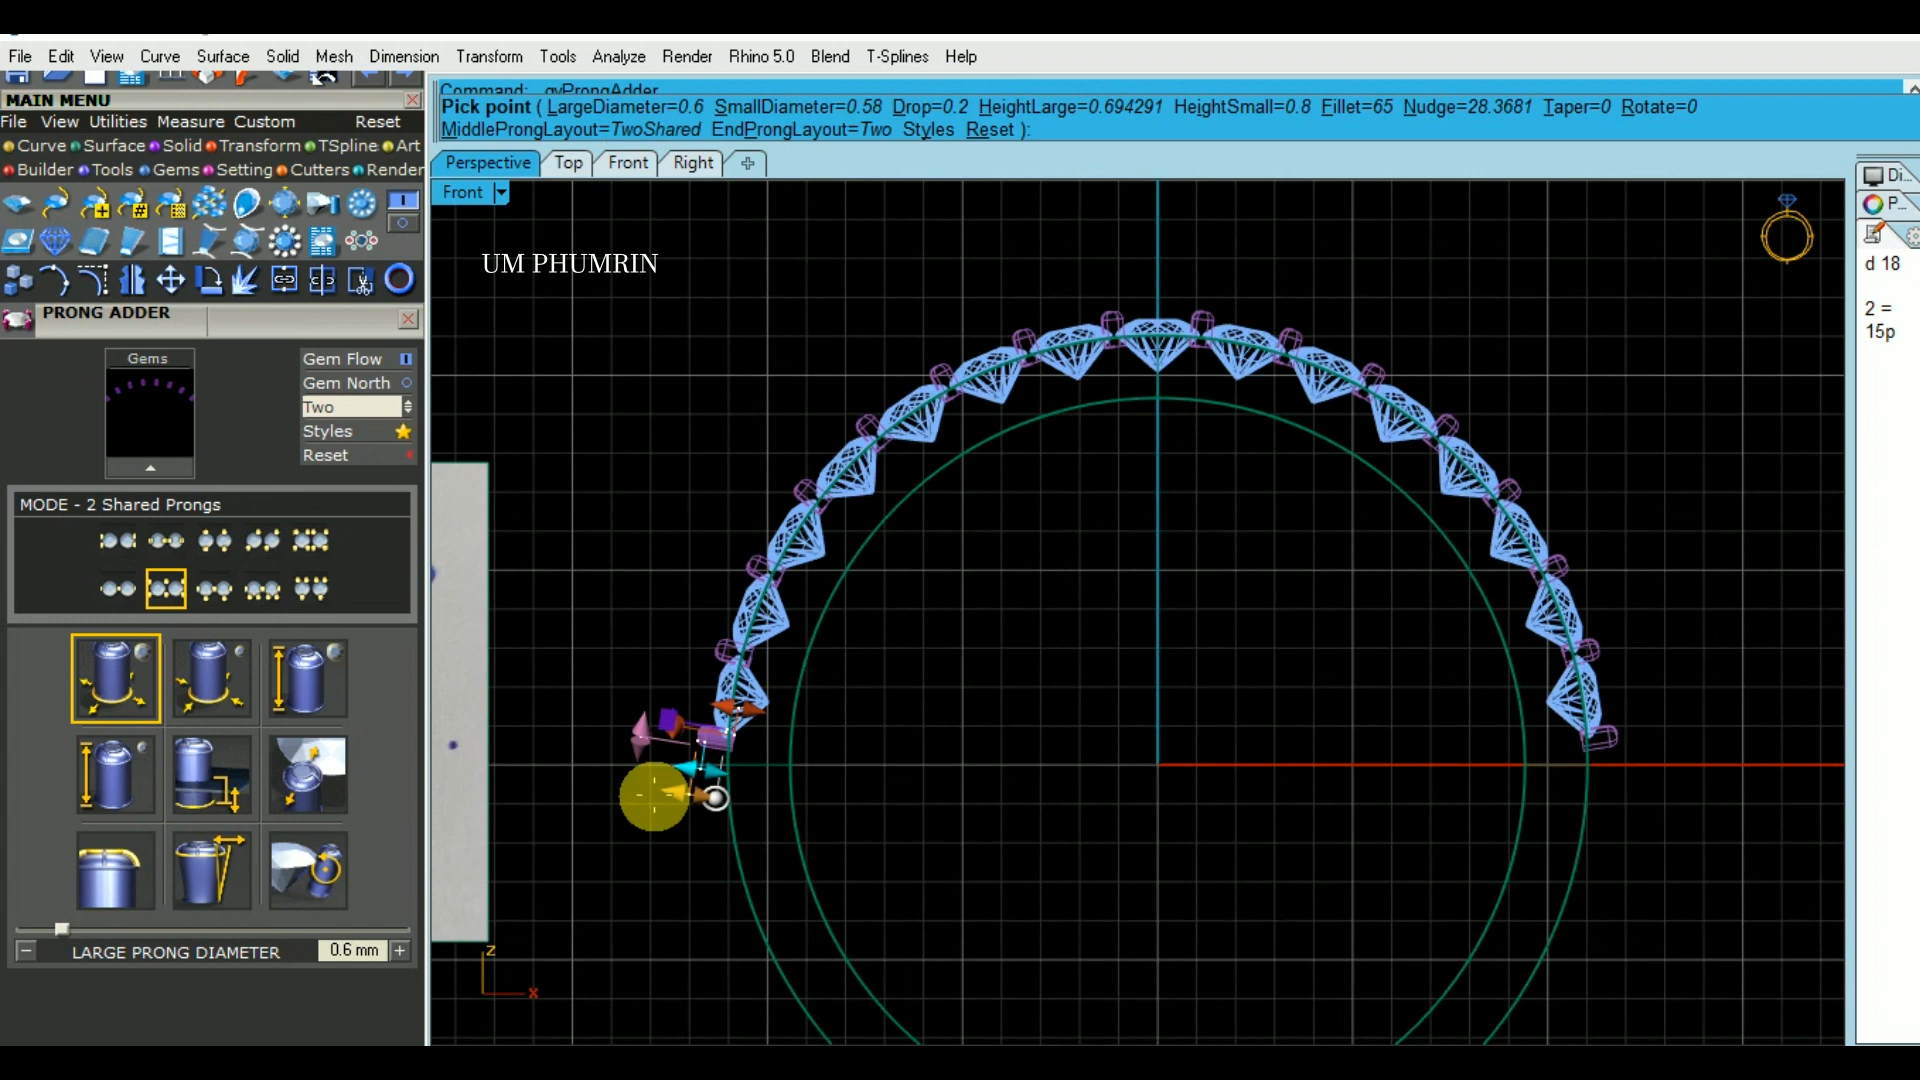 File Edit View Curve Surface Solid Mesh Dimension Transform Tools Analyze Render Rhino 5.0 Blend T-Splines Help
MAIN MENU
File View Utilities Measure Custom Reset
Curve Surface Solid Transform TSpline Art
Builder Tools Gems Setting Cutters Render
PRONG ADDER
Gems
Gem Flow
Gem North
Two
Styles
Reset
MODE - 2 Shared Prongs
LARGE PRONG DIAMETER 0.6 mm
Command: _gvProngAdder
Pick point ( LargeDiameter=0.6 SmallDiameter=0.58 Drop=0.2 HeightLarge=0.694291 HeightSmall=0.8 Fillet=65 Nudge=28.3681 Taper=0 Rotate=0
MiddleProngLayout=TwoShared EndProngLayout=Two Styles Reset ):
Perspective Top Front Right
Front
UM PHUMRIN
z
x
Di...
P...
d 18
2 =
15p